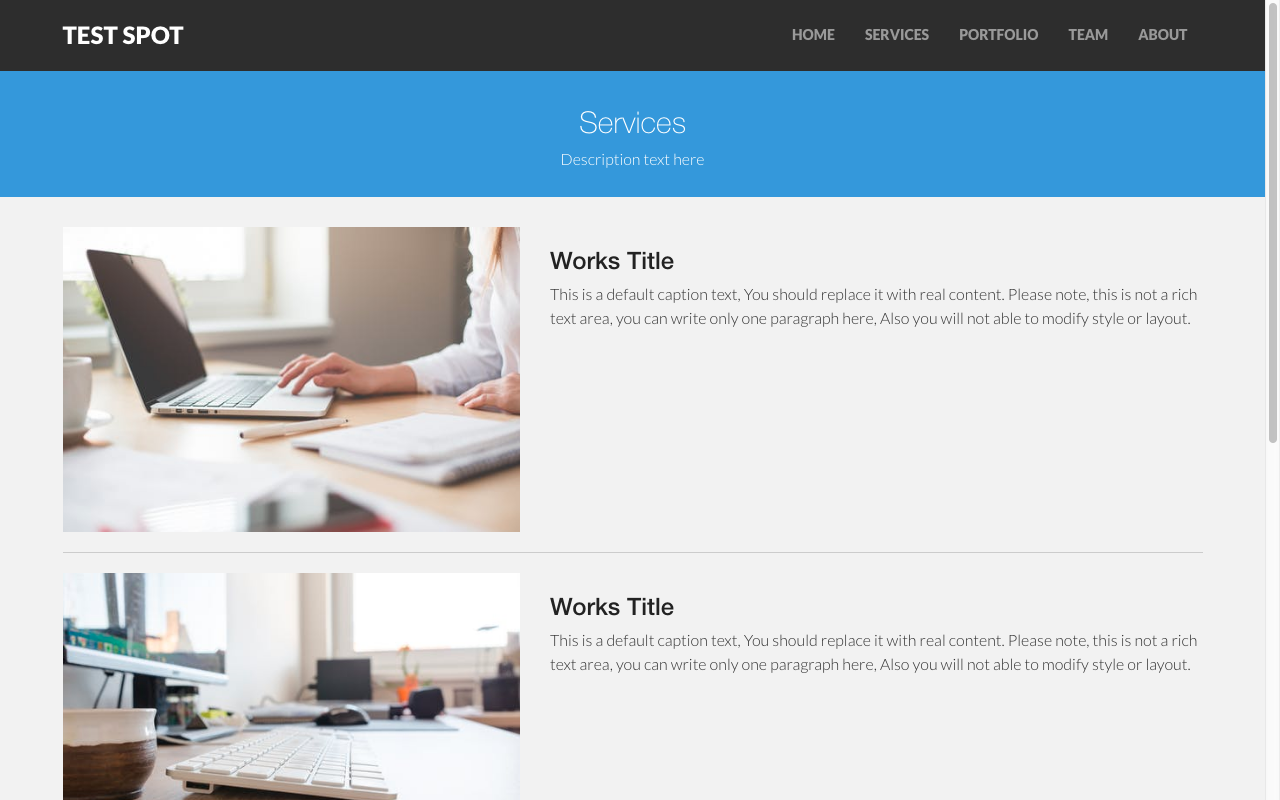 TEST SPOT
HOME SERVICES PORTFOLIO TEAM ABOUT
Services
Description text here
Works Title
This is a default caption text, You should replace it with real content. Please note, this is not a rich
text area, you can write only one paragraph here, Also you will not able to modify style or layout.
Works Title
This is a default caption text, You should replace it with real content. Please note, this is not a rich
text area, you can write only one paragraph here, Also you will not able to modify style or layout.